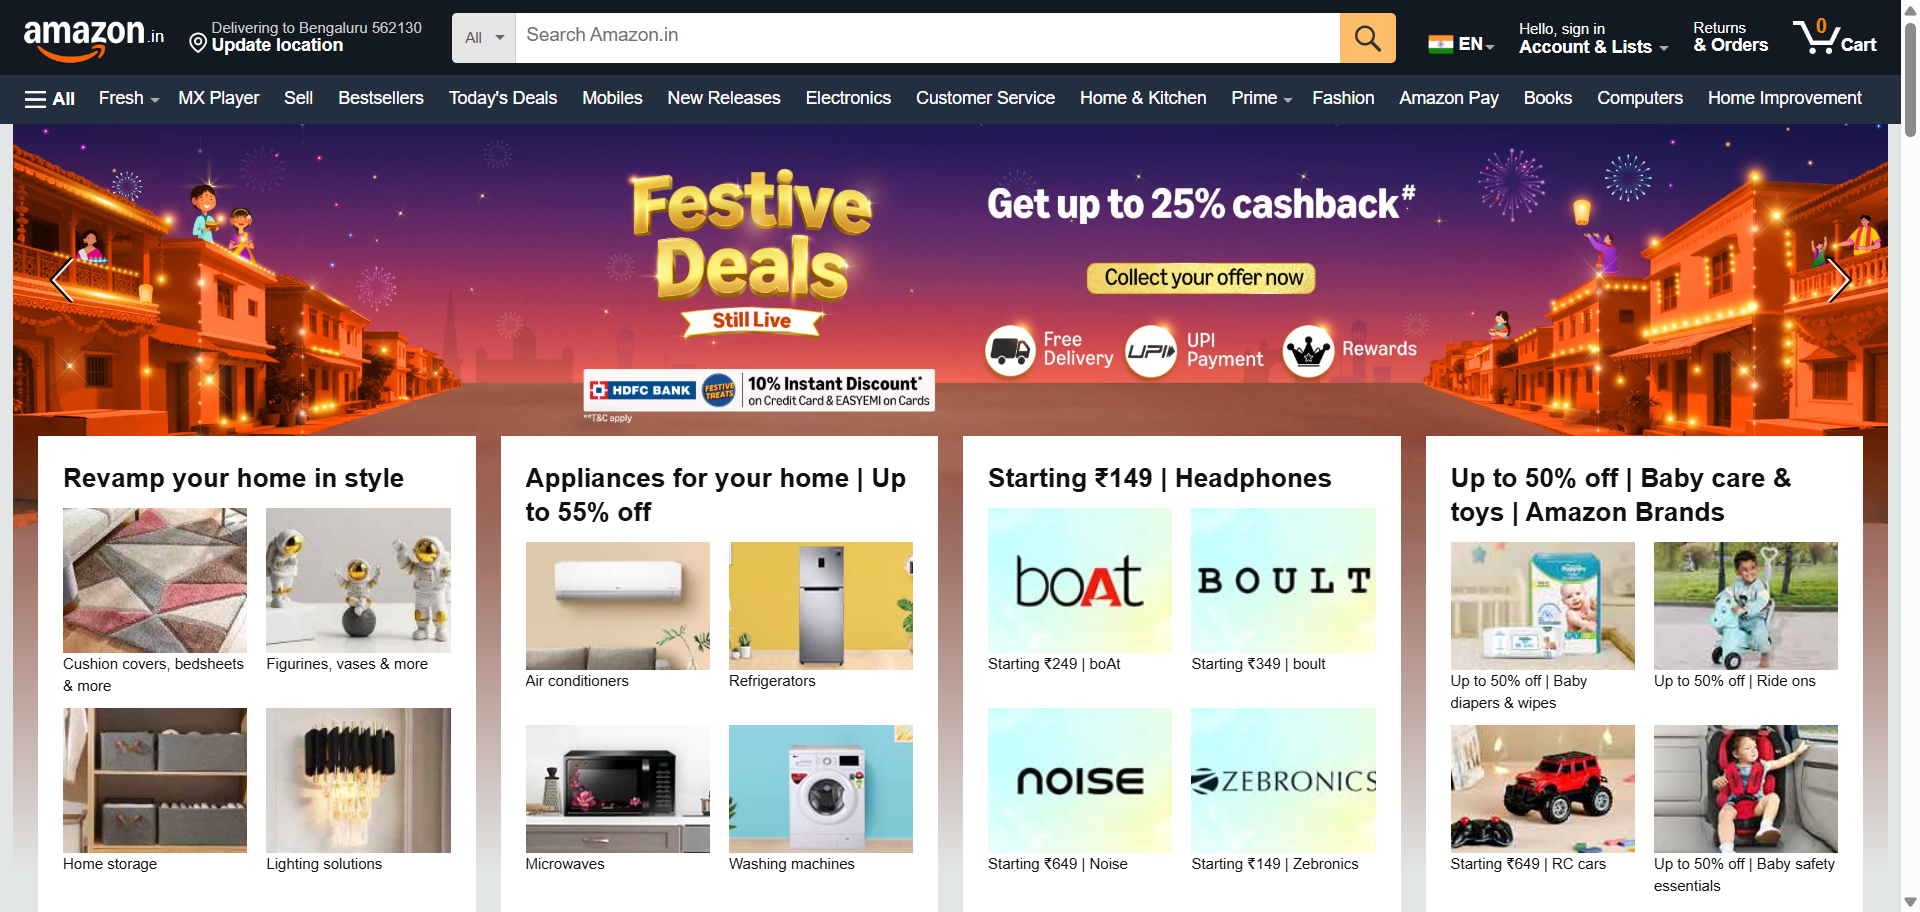 amazon.in
Delivering to Bengaluru 562130
Update location
All
Search Amazon.in
EN
Hello, sign in
Account & Lists
Returns
& Orders
0
Cart
All
Fresh
MX Player
Sell
Bestsellers
Today's Deals
Mobiles
New Releases
Electronics
Customer Service
Home & Kitchen
Prime
Fashion
Amazon Pay
Books
Computers
Home Improvement
Festive
Deals
Still Live
HDFC BANK
FESTIVE
TREATS
10% Instant Discount*
on Credit Card & EASYEMI on Cards
*#T&C apply
Get up to 25% cashback#
Collect your offer now
Free
Delivery
UPI
UPI
Payment
Rewards
Revamp your home in style
Cushion covers, bedsheets
& more
Figurines, vases & more
Home storage
Lighting solutions
Appliances for your home | Up
to 55% off
Air conditioners
Refrigerators
Microwaves
Washing machines
Starting ₹149 | Headphones
boAt
BOULT
Starting ₹249 | boAt
Starting ₹349 | boult
NOISE
ZEBRONICS
Starting ₹649 | Noise
Starting ₹149 | Zebronics
Up to 50% off | Baby care &
toys | Amazon Brands
Up to 50% off | Baby
diapers & wipes
Up to 50% off | Ride ons
Starting ₹649 | RC cars
Up to 50% off | Baby safety
essentials